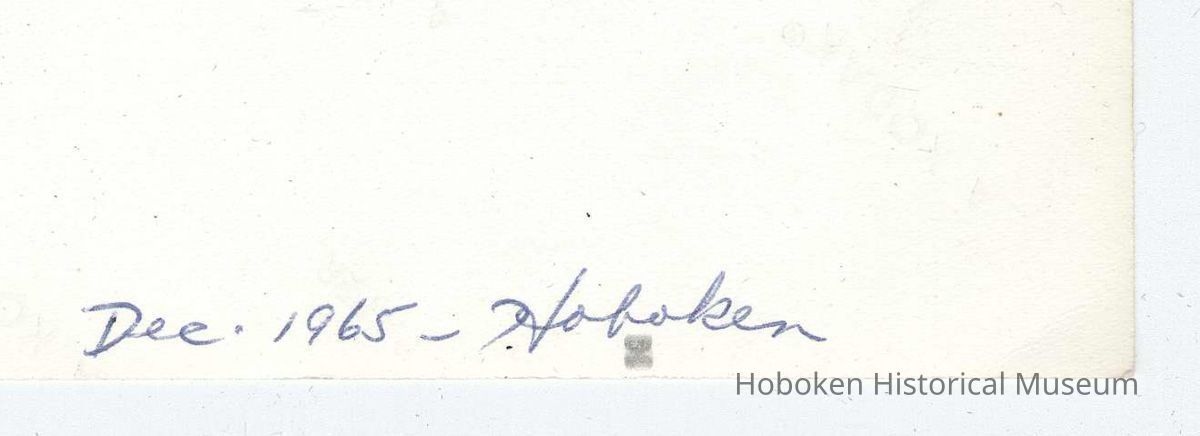 Dec. 1965 - Hoboken
Hoboken Historical Museum